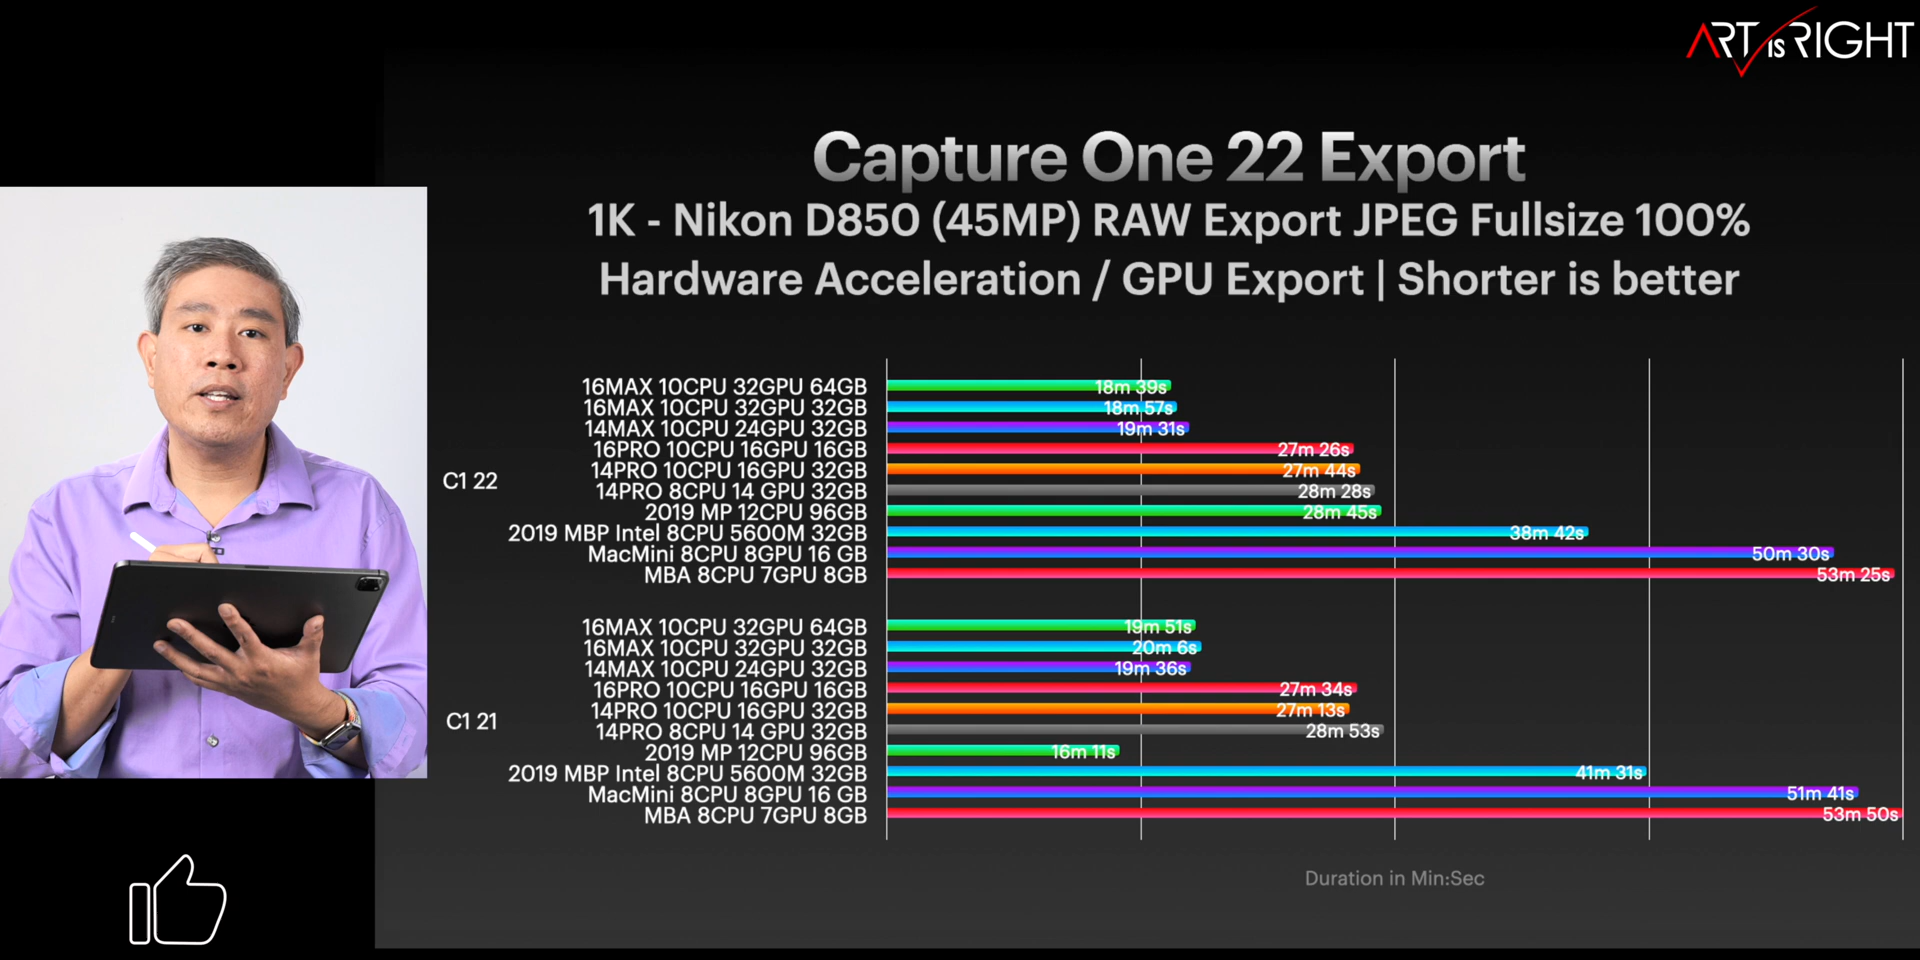 ART IS RIGHT
Capture One 22 Export
1K - Nikon D850 (45MP) RAW Export JPEG Fullsize 100%
Hardware Acceleration / GPU Export | Shorter is better
C1 22
16MAX 10CPU 32GPU 64GB 18m 39s
16MAX 10CPU 32GPU 32GB 18m 57s
14MAX 10CPU 24GPU 32GB 19m 31s
16PRO 10CPU 16GPU 16GB 27m 26s
14PRO 10CPU 16GPU 32GB 27m 44s
14PRO 8CPU 14 GPU 32GB 28m 28s
2019 MP 12CPU 96GB 28m 45s
2019 MBP Intel 8CPU 5600M 32GB 38m 42s
MacMini 8CPU 8GPU 16 GB 50m 30s
MBA 8CPU 7GPU 8GB 53m 25s
C1 21
16MAX 10CPU 32GPU 64GB 19m 51s
16MAX 10CPU 32GPU 32GB 20m 6s
14MAX 10CPU 24GPU 32GB 19m 36s
16PRO 10CPU 16GPU 16GB 27m 34s
14PRO 10CPU 16GPU 32GB 27m 13s
14PRO 8CPU 14 GPU 32GB 28m 53s
2019 MP 12CPU 96GB 16m 11s
2019 MBP Intel 8CPU 5600M 32GB 41m 31s
MacMini 8CPU 8GPU 16 GB 51m 41s
MBA 8CPU 7GPU 8GB 53m 50s
Duration in Min:Sec